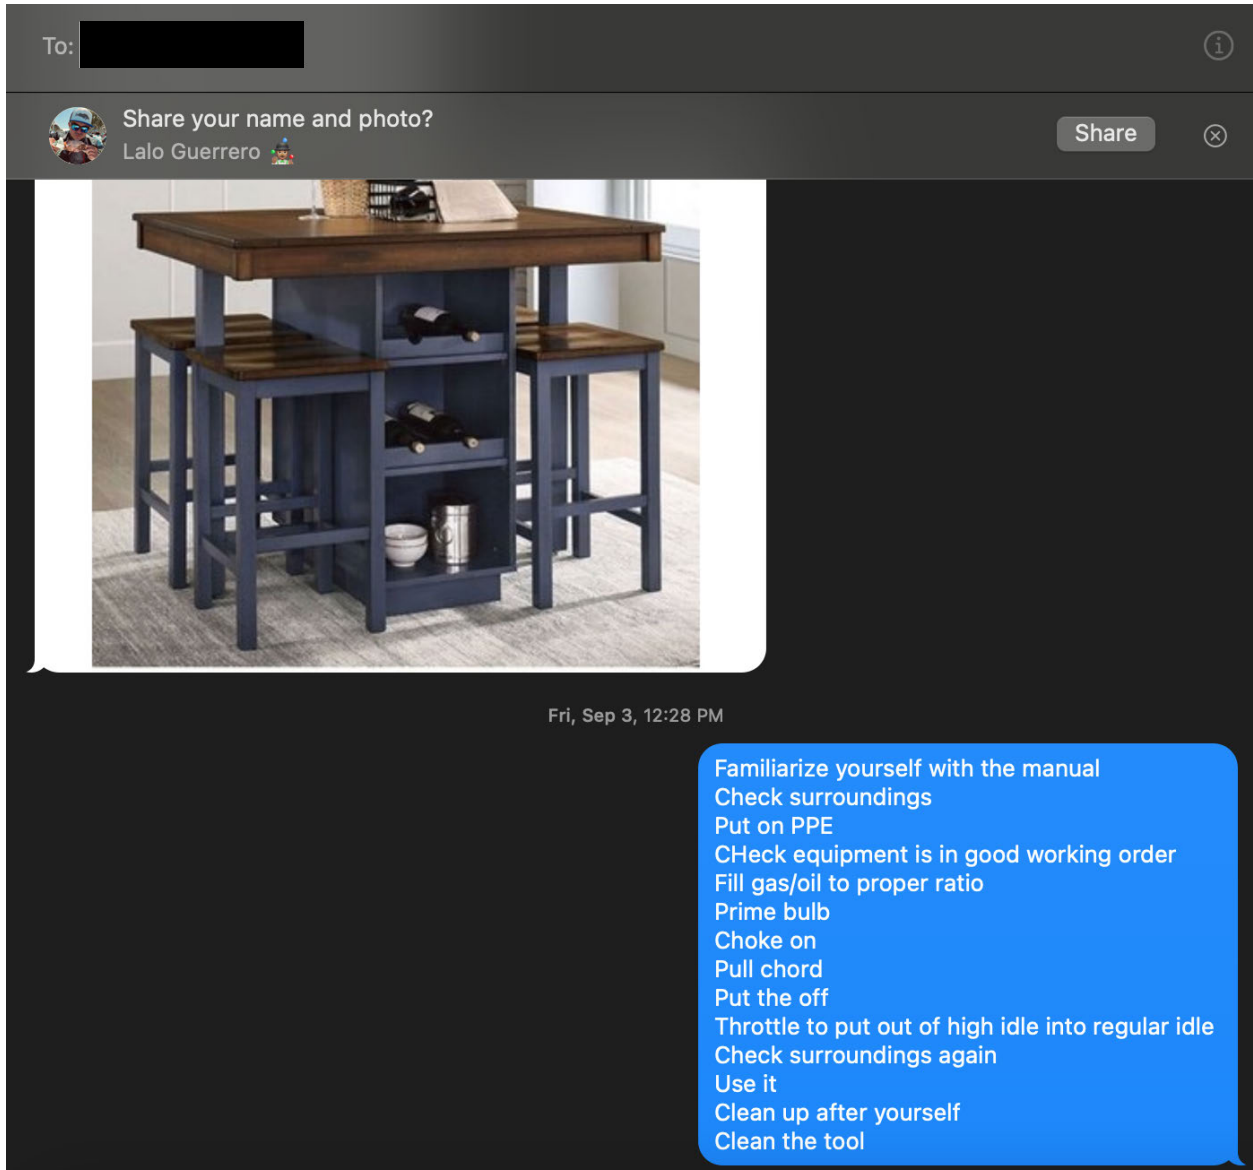 To:
Share your name and photo?
Lalo Guerrero
Share
Fri, Sep 3, 12:28 PM
Familiarize yourself with the manual
Check surroundings
Put on PPE
CHeck equipment is in good working order
Fill gas/oil to proper ratio
Prime bulb
Choke on
Pull chord
Put the off
Throttle to put out of high idle into regular idle
Check surroundings again
Use it
Clean up after yourself
Clean the tool